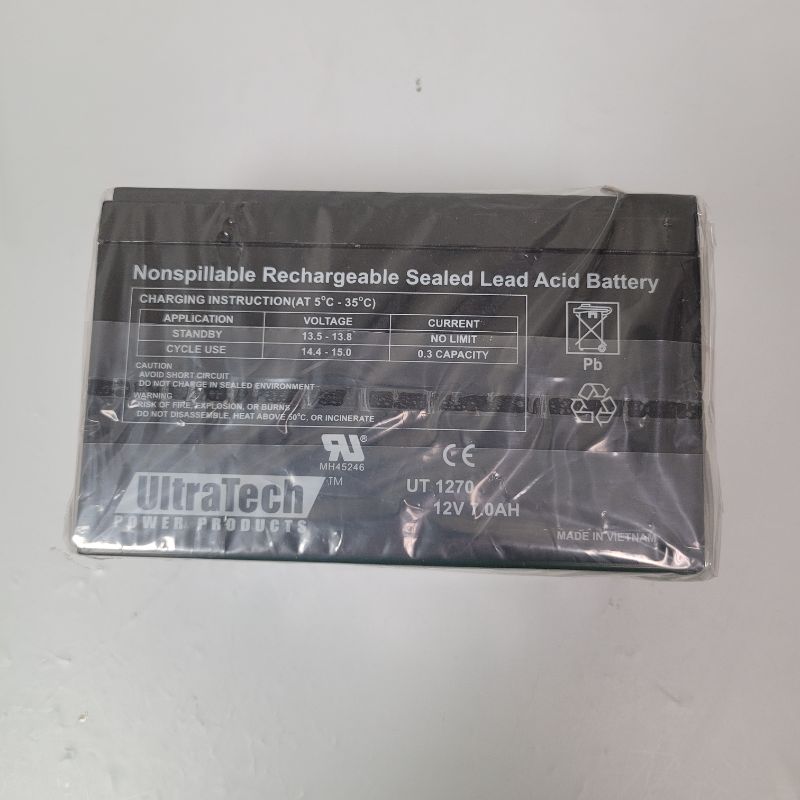 Nonspillable Rechargeable Sealed Lead Acid Battery
CHARGING INSTRUCTION(AT 5°C - 35°C)
APPLICATION VOLTAGE CURRENT
STANDBY 13.5 - 13.8 NO LIMIT
CYCLE USE 14.4 - 15.0 0.3 CAPACITY
CAUTION
AVOID SHORT CIRCUIT
DO NOT CHARGE IN SEALED ENVIRONMENT
WARNING
RISK OF FIRE, EXPLOSION, OR BURNS
DO NOT DISASSEMBLE, HEAT ABOVE 50°C, OR INCINERATE
Pb
®
MH45246
CE
UltraTech™
POWER PRODUCTS
UT 1270
12V 7.0AH
MADE IN VIETNAM